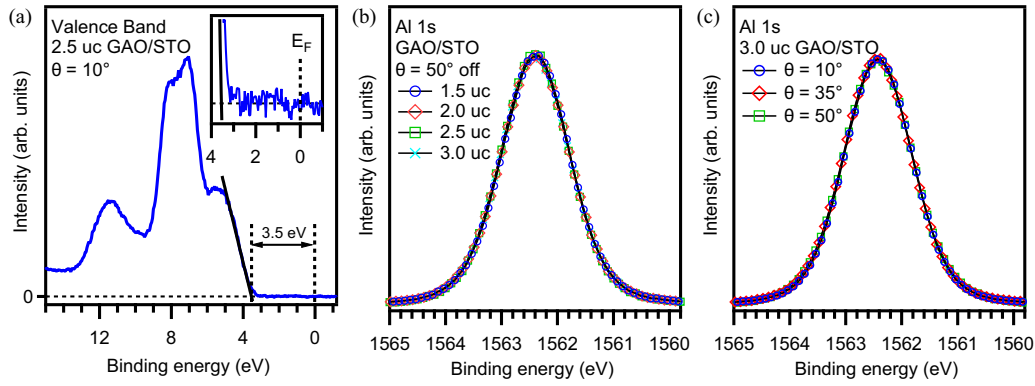 (a)
Valence Band
2.5 uc GAO/STO
θ = 10°
E_F
4 2 0
3.5 eV
0
12 8 4 0
Intensity (arb. units)
Binding energy (eV)
(b)
Al 1s
GAO/STO
θ = 50° off
1.5 uc
2.0 uc
2.5 uc
3.0 uc
Intensity (arb. units)
1565 1564 1563 1562 1561 1560
Binding energy (eV)
(c)
Al 1s
3.0 uc GAO/STO
θ = 10°
θ = 35°
θ = 50°
Intensity (arb. units)
1565 1564 1563 1562 1561 1560
Binding energy (eV)